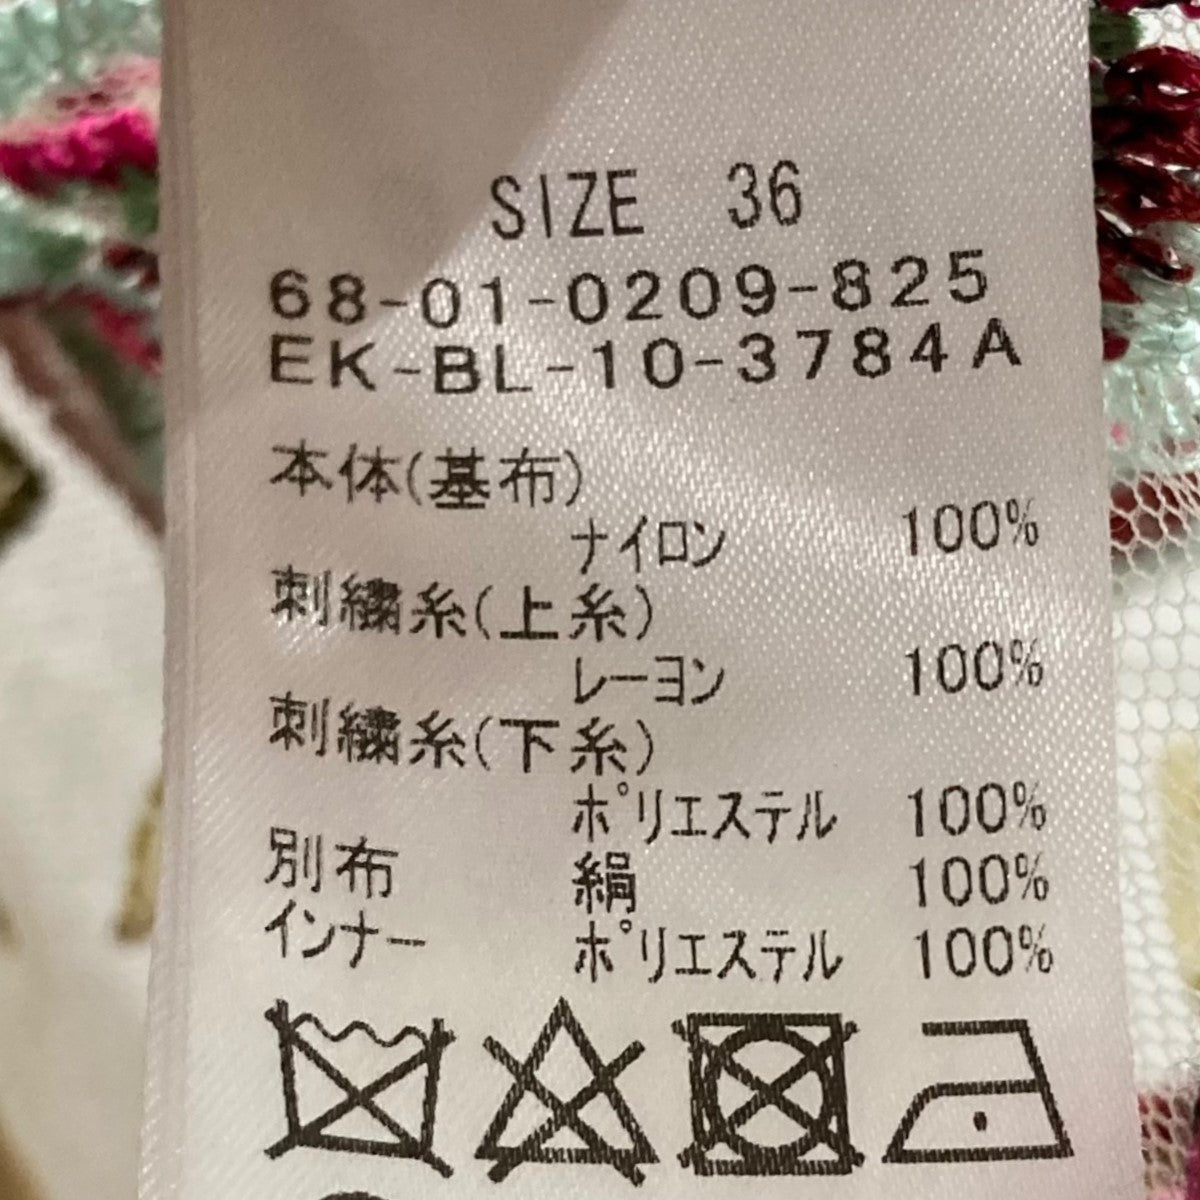 SIZE 36
68-01-0209-825
EK-BL-10-3784A
本体(基布)
ナイロン 100%
刺繍糸(上糸)
レーヨン 100%
刺繍糸(下糸)
ポリエステル 100%
別布 絹 100%
インナー ポリエステル 100%